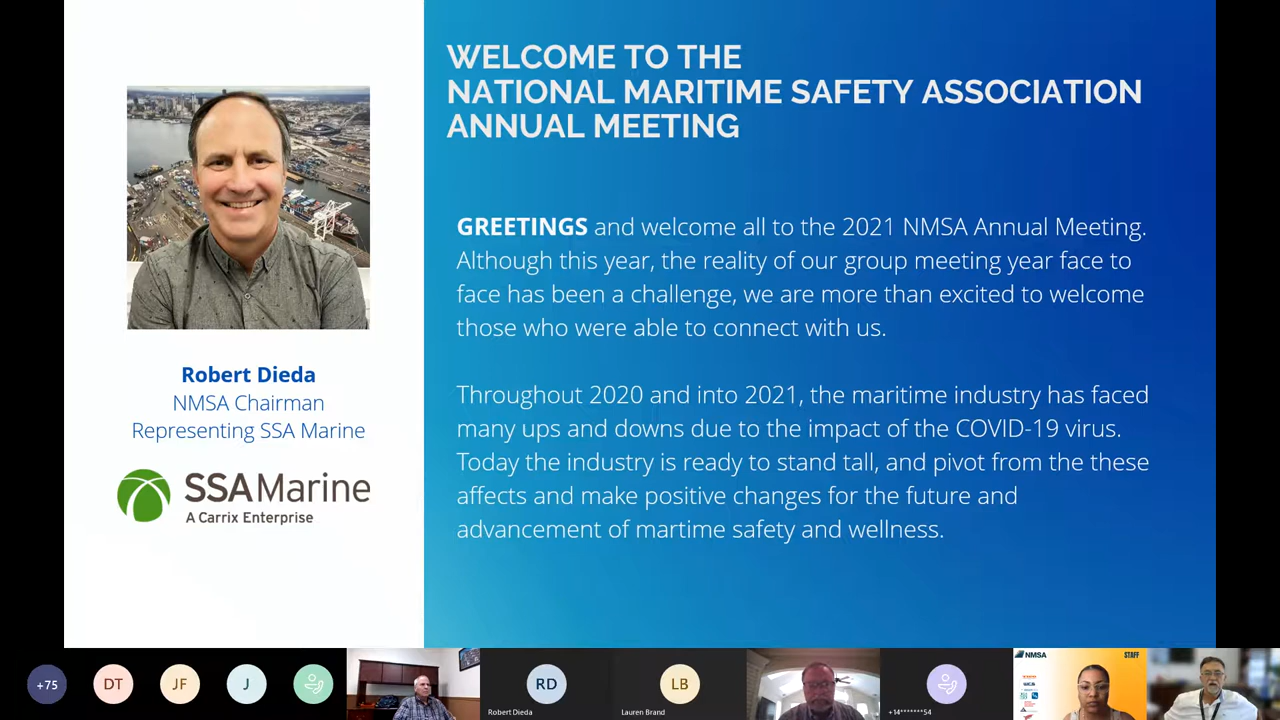 WELCOME TO THE
NATIONAL MARITIME SAFETY ASSOCIATION
ANNUAL MEETING
GREETINGS and welcome all to the 2021 NMSA Annual Meeting.
Although this year, the reality of our group meeting year face to
face has been a challenge, we are more than excited to welcome
those who were able to connect with us.
Throughout 2020 and into 2021, the maritime industry has faced
many ups and downs due to the impact of the COVID-19 virus.
Today the industry is ready to stand tall, and pivot from the these
affects and make positive changes for the future and
advancement of martime safety and wellness.
Robert Dieda
NMSA Chairman
Representing SSA Marine
SSA Marine
A Carrix Enterprise
+75
DT
JF
J
RD
Robert Dieda
LB
Lauren Brand
+14*******54
NMSA
STAFF